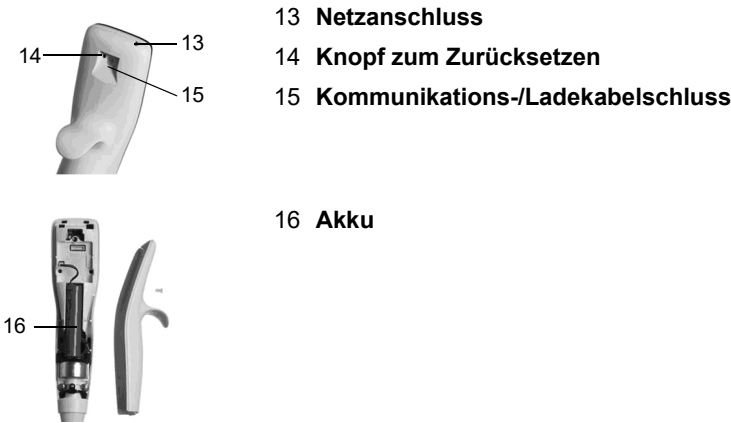 13 Netzanschluss
14 Knopf zum Zurücksetzen
15 Kommunikations-/Ladekabelschluss
14
13
15
16 Akku
16